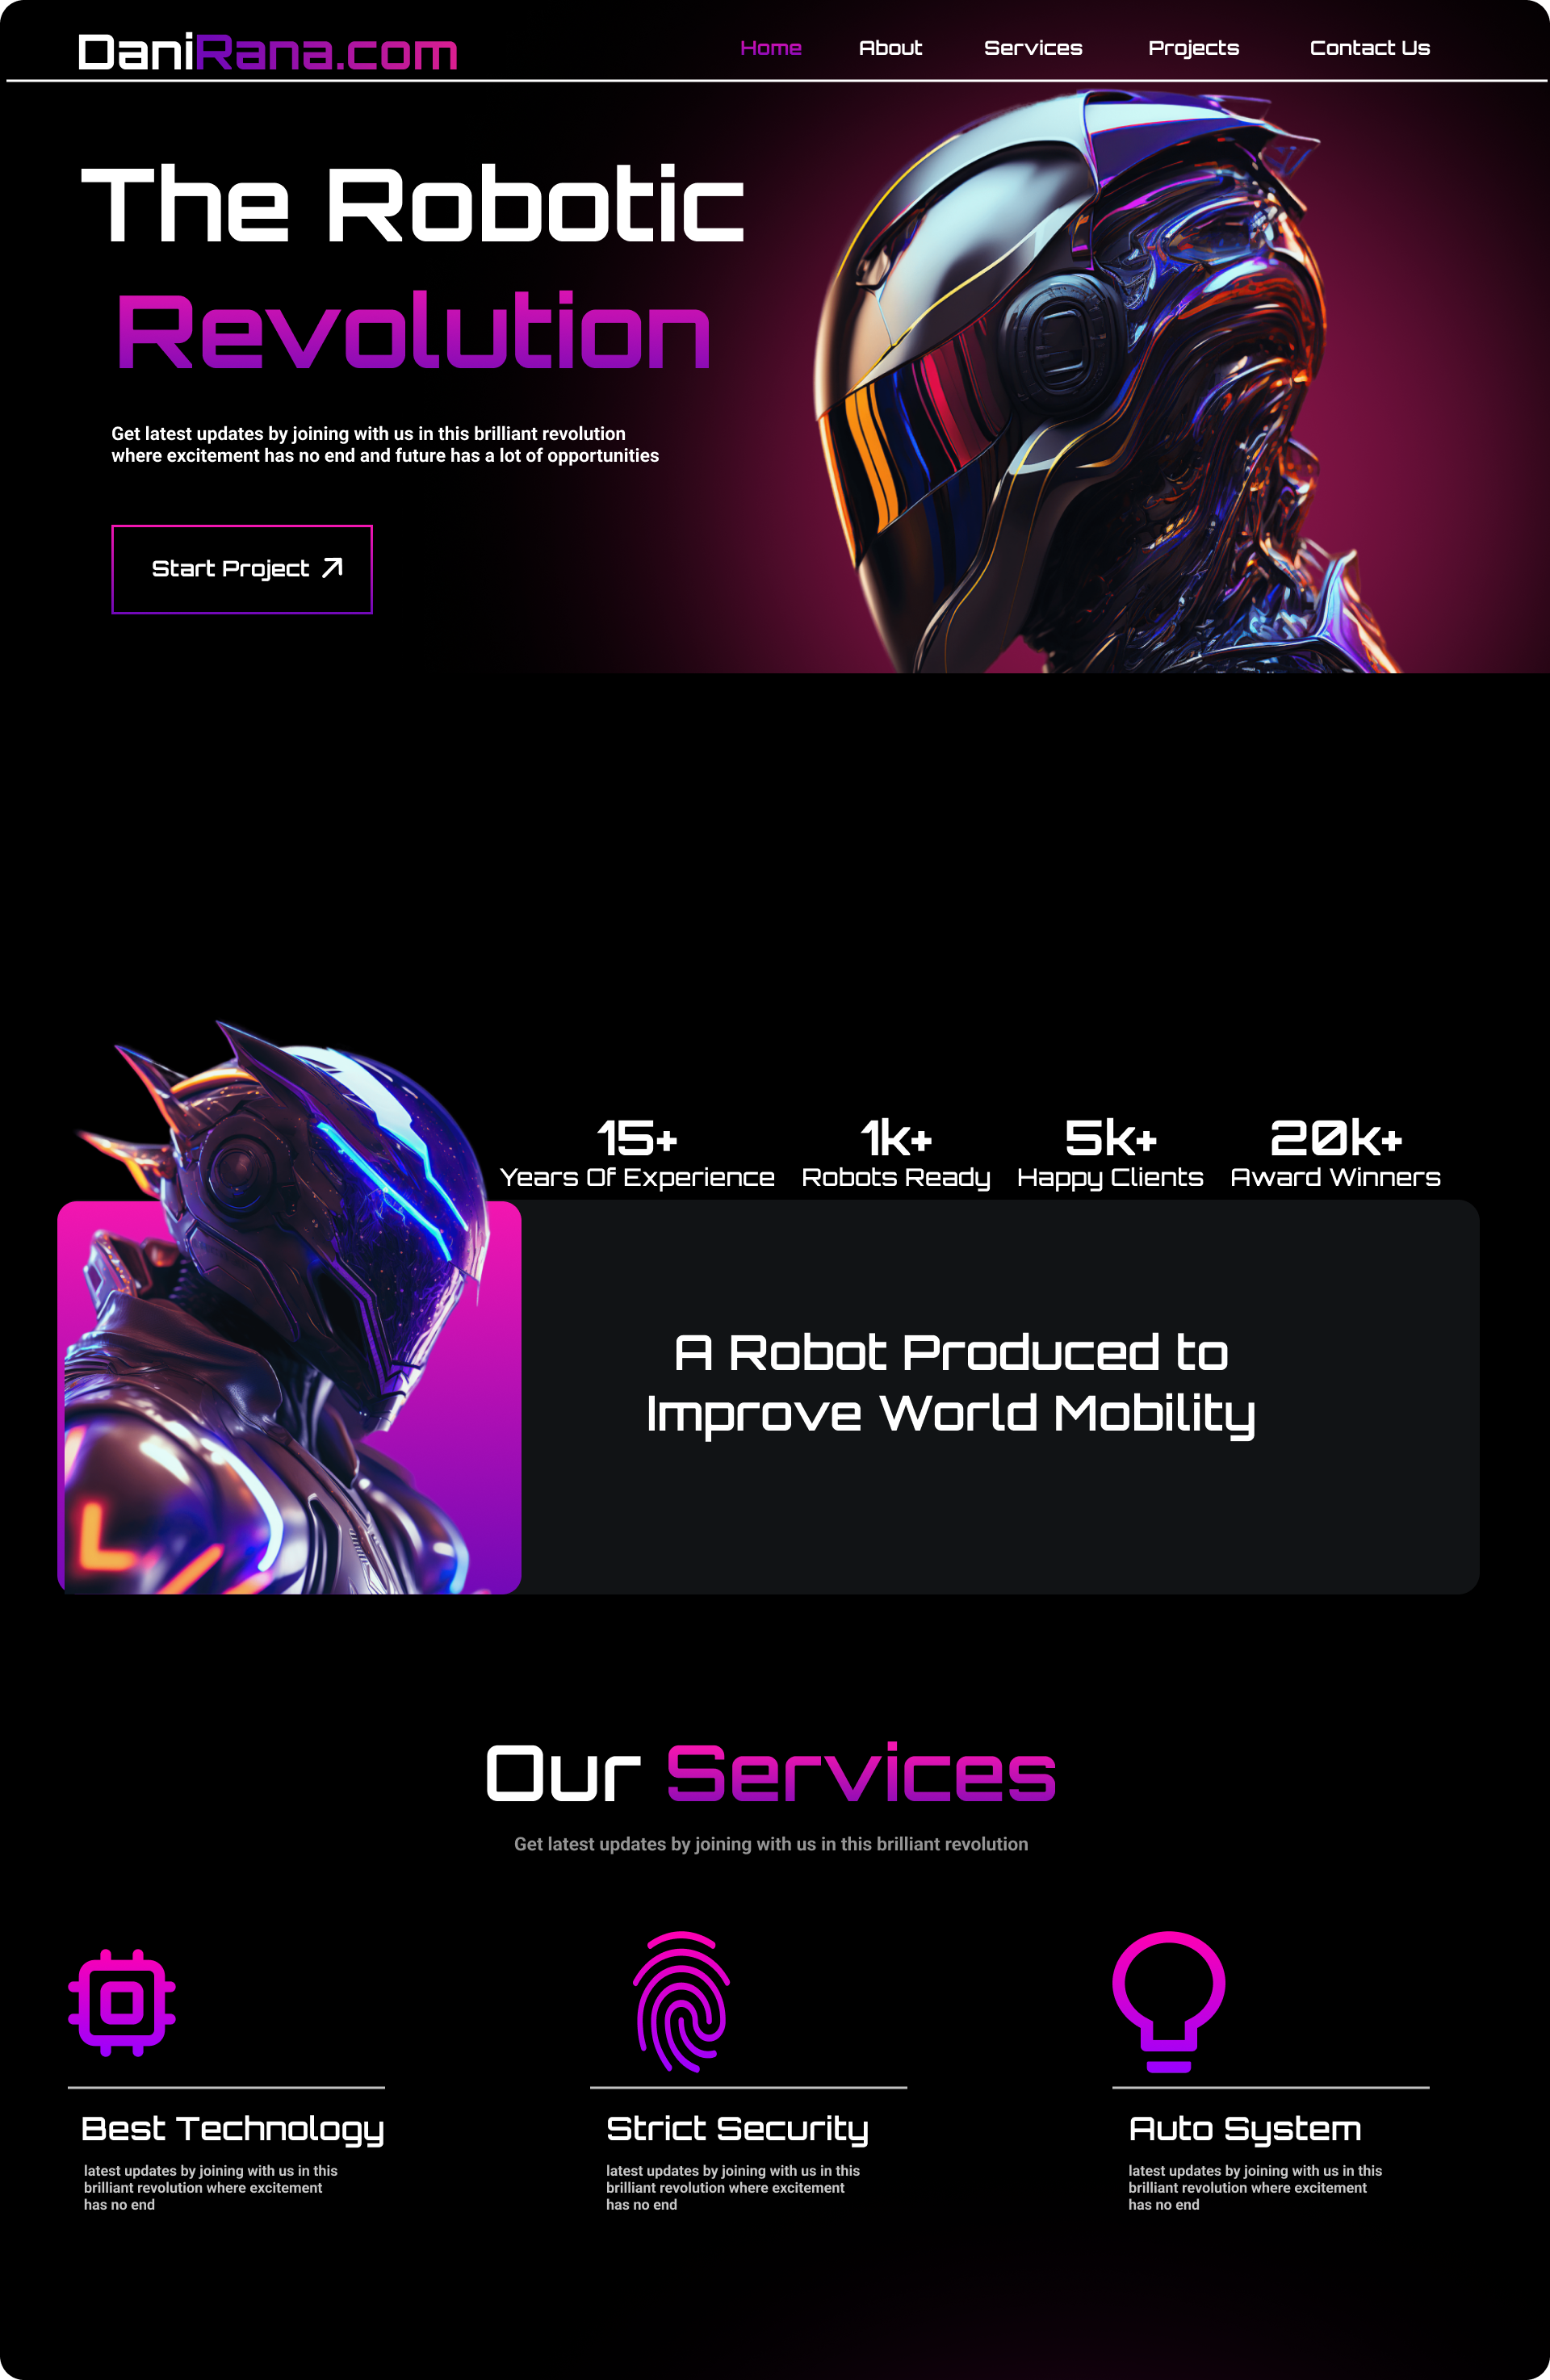 DaniRana.com
Home About Services Projects Contact Us
The Robotic
Revolution
Get latest updates by joining with us in this brilliant revolution
where excitement has no end and future has a lot of opportunities
Start Project
15+ 1k+ 5k+ 20k+
Years Of Experience Robots Ready Happy Clients Award Winners
A Robot Produced to
Improve World Mobility
Our Services
Get latest updates by joining with us in this brilliant revolution
Best Technology
latest updates by joining with us in this
brilliant revolution where excitement
has no end
Strict Security
latest updates by joining with us in this
brilliant revolution where excitement
has no end
Auto System
latest updates by joining with us in this
brilliant revolution where excitement
has no end